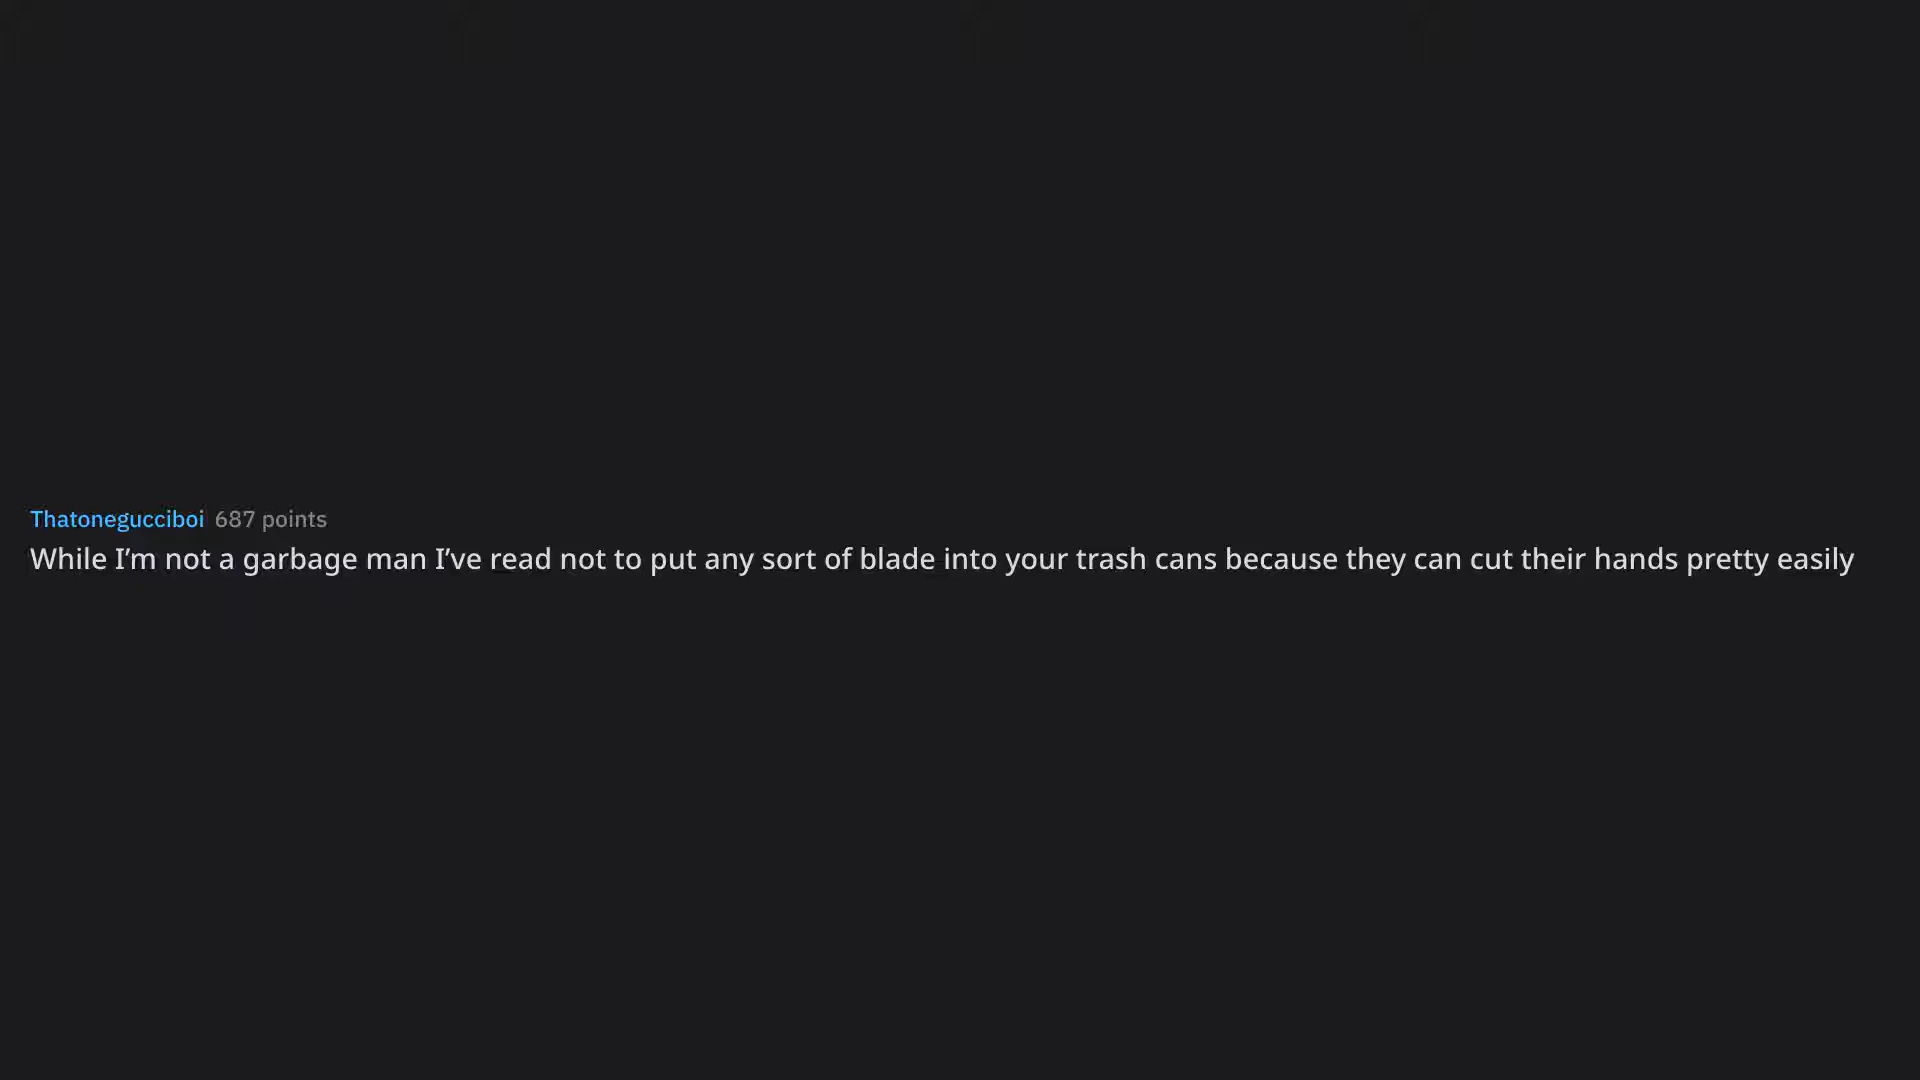 Thatonegucciboi 687 points
While I’m not a garbage man I’ve read not to put any sort of blade into your trash cans because they can cut their hands pretty easily